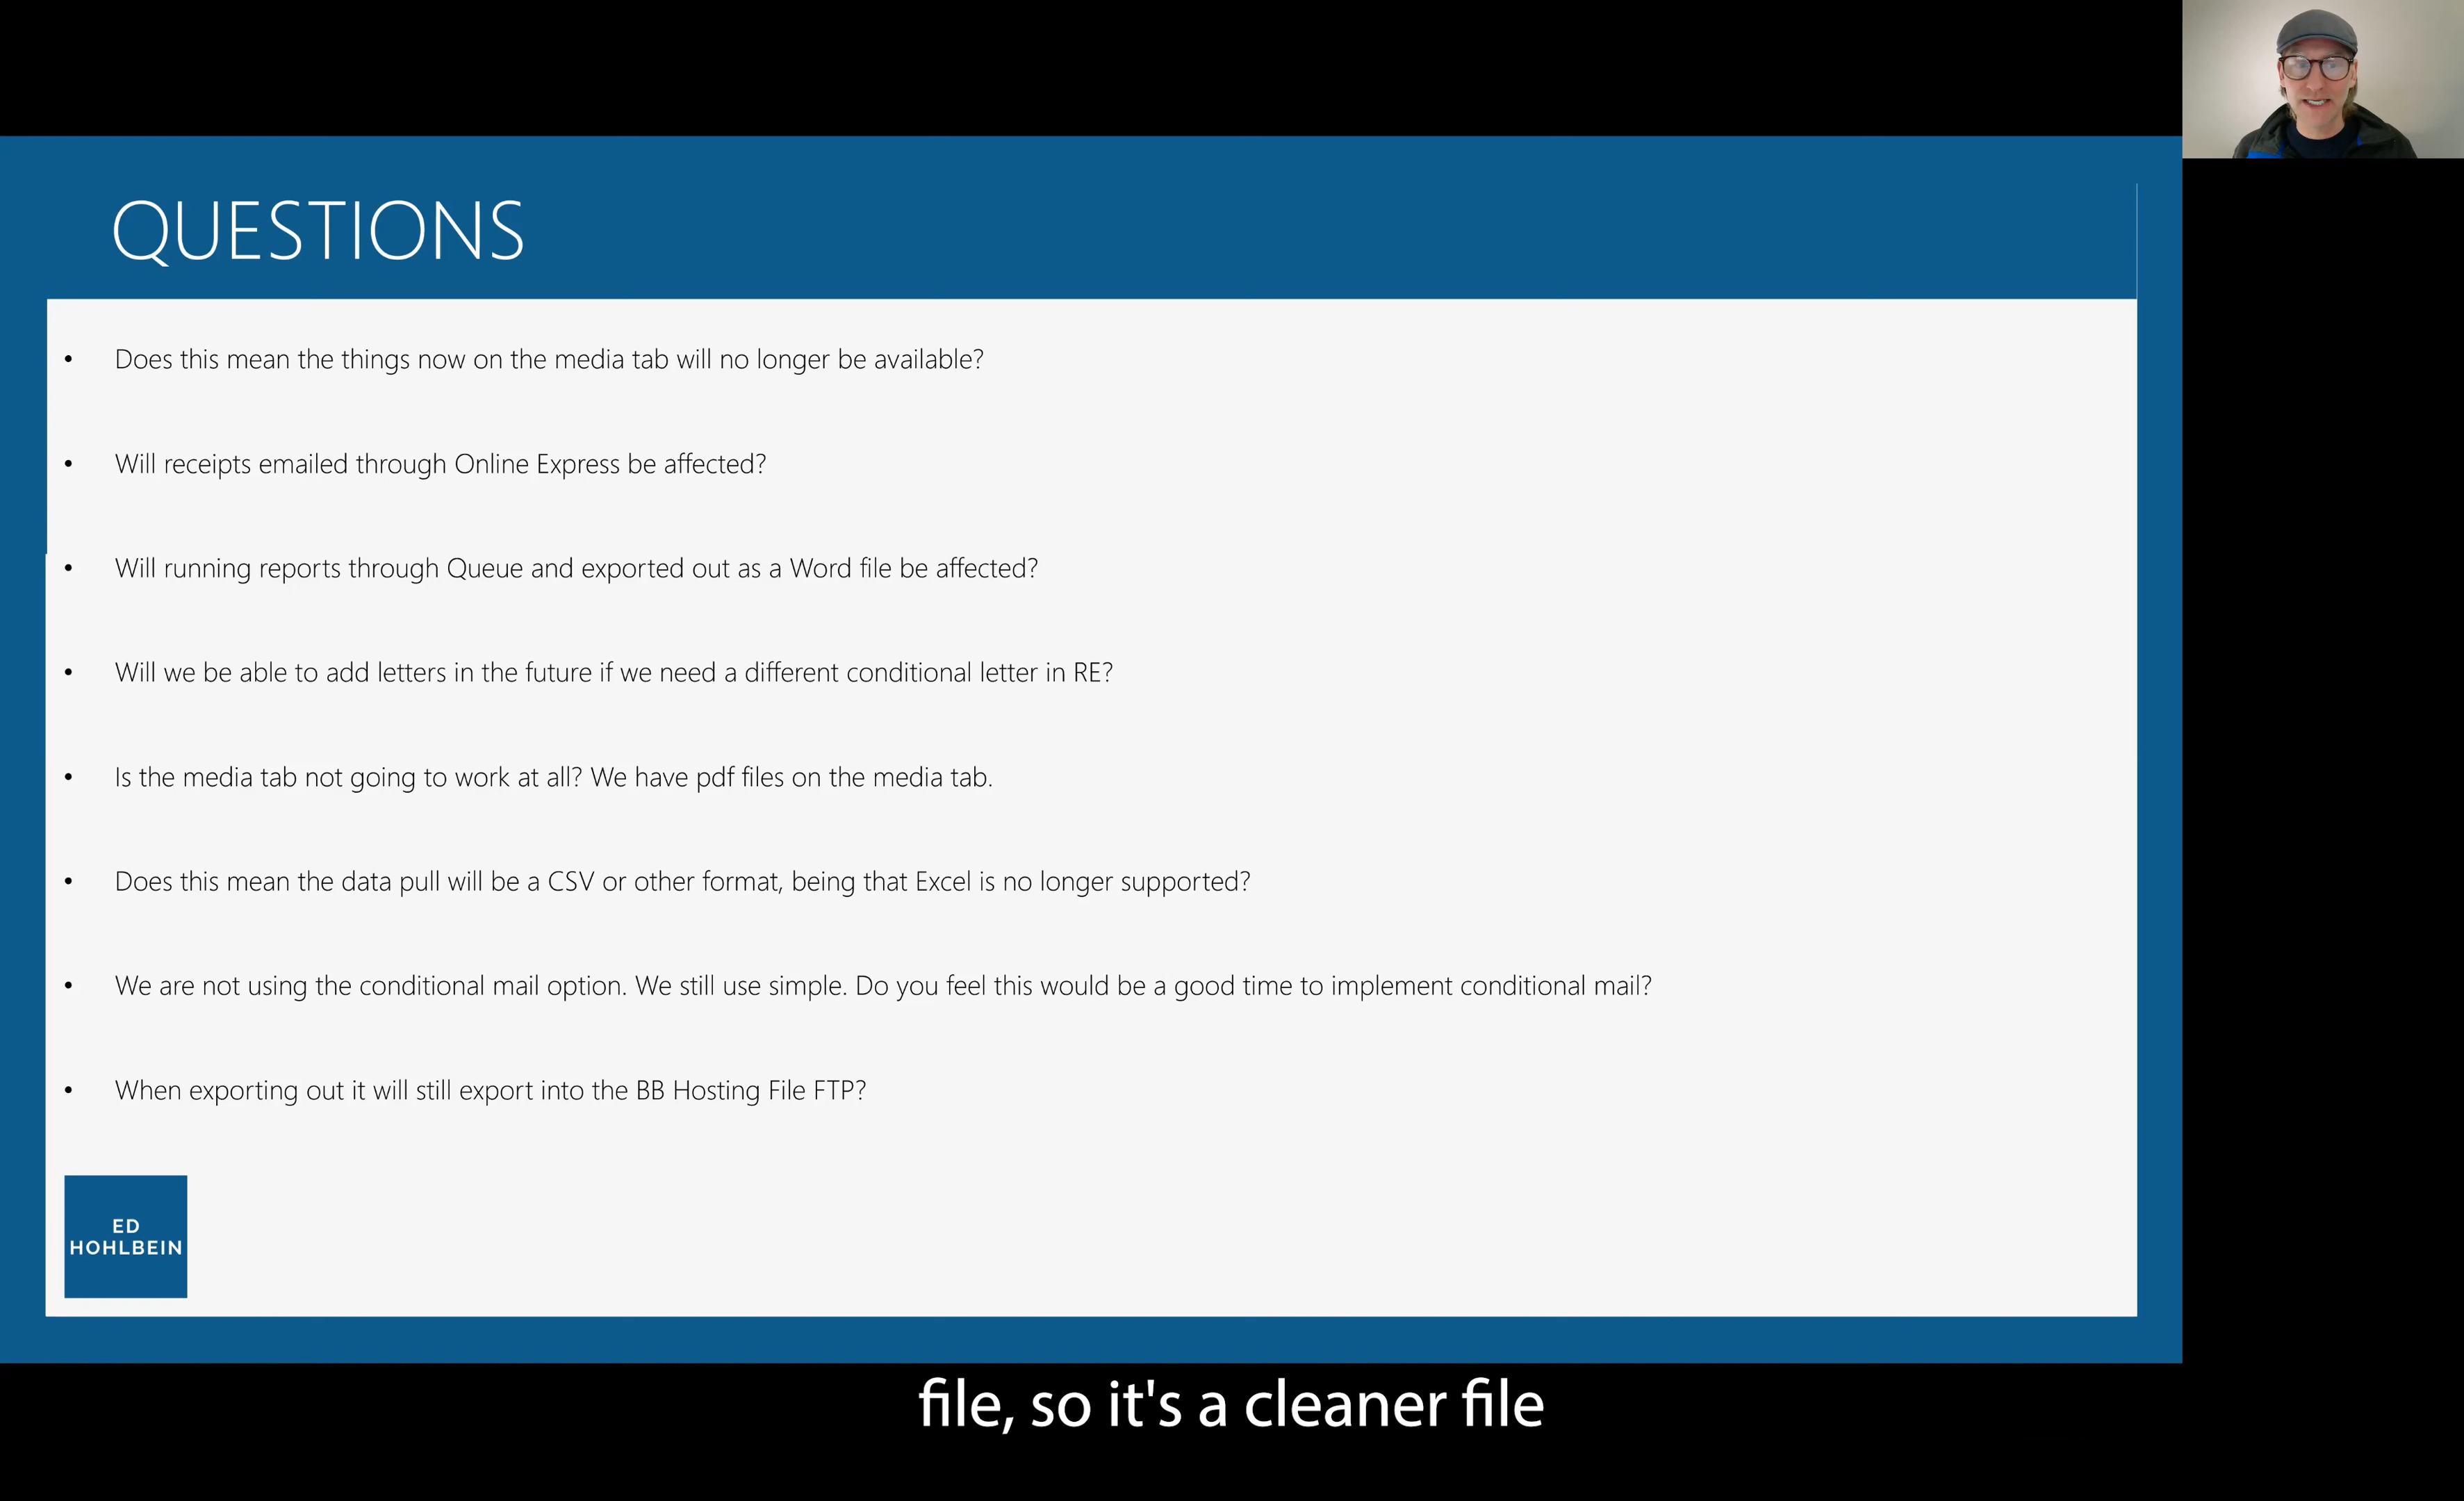 QUESTIONS
• Does this mean the things now on the media tab will no longer be available?
• Will receipts emailed through Online Express be affected?
• Will running reports through Queue and exported out as a Word file be affected?
• Will we be able to add letters in the future if we need a different conditional letter in RE?
• Is the media tab not going to work at all? We have pdf files on the media tab.
• Does this mean the data pull will be a CSV or other format, being that Excel is no longer supported?
• We are not using the conditional mail option. We still use simple. Do you feel this would be a good time to implement conditional mail?
• When exporting out it will still export into the BB Hosting File FTP?
ED
HOHLBEIN
file, so it's a cleaner file